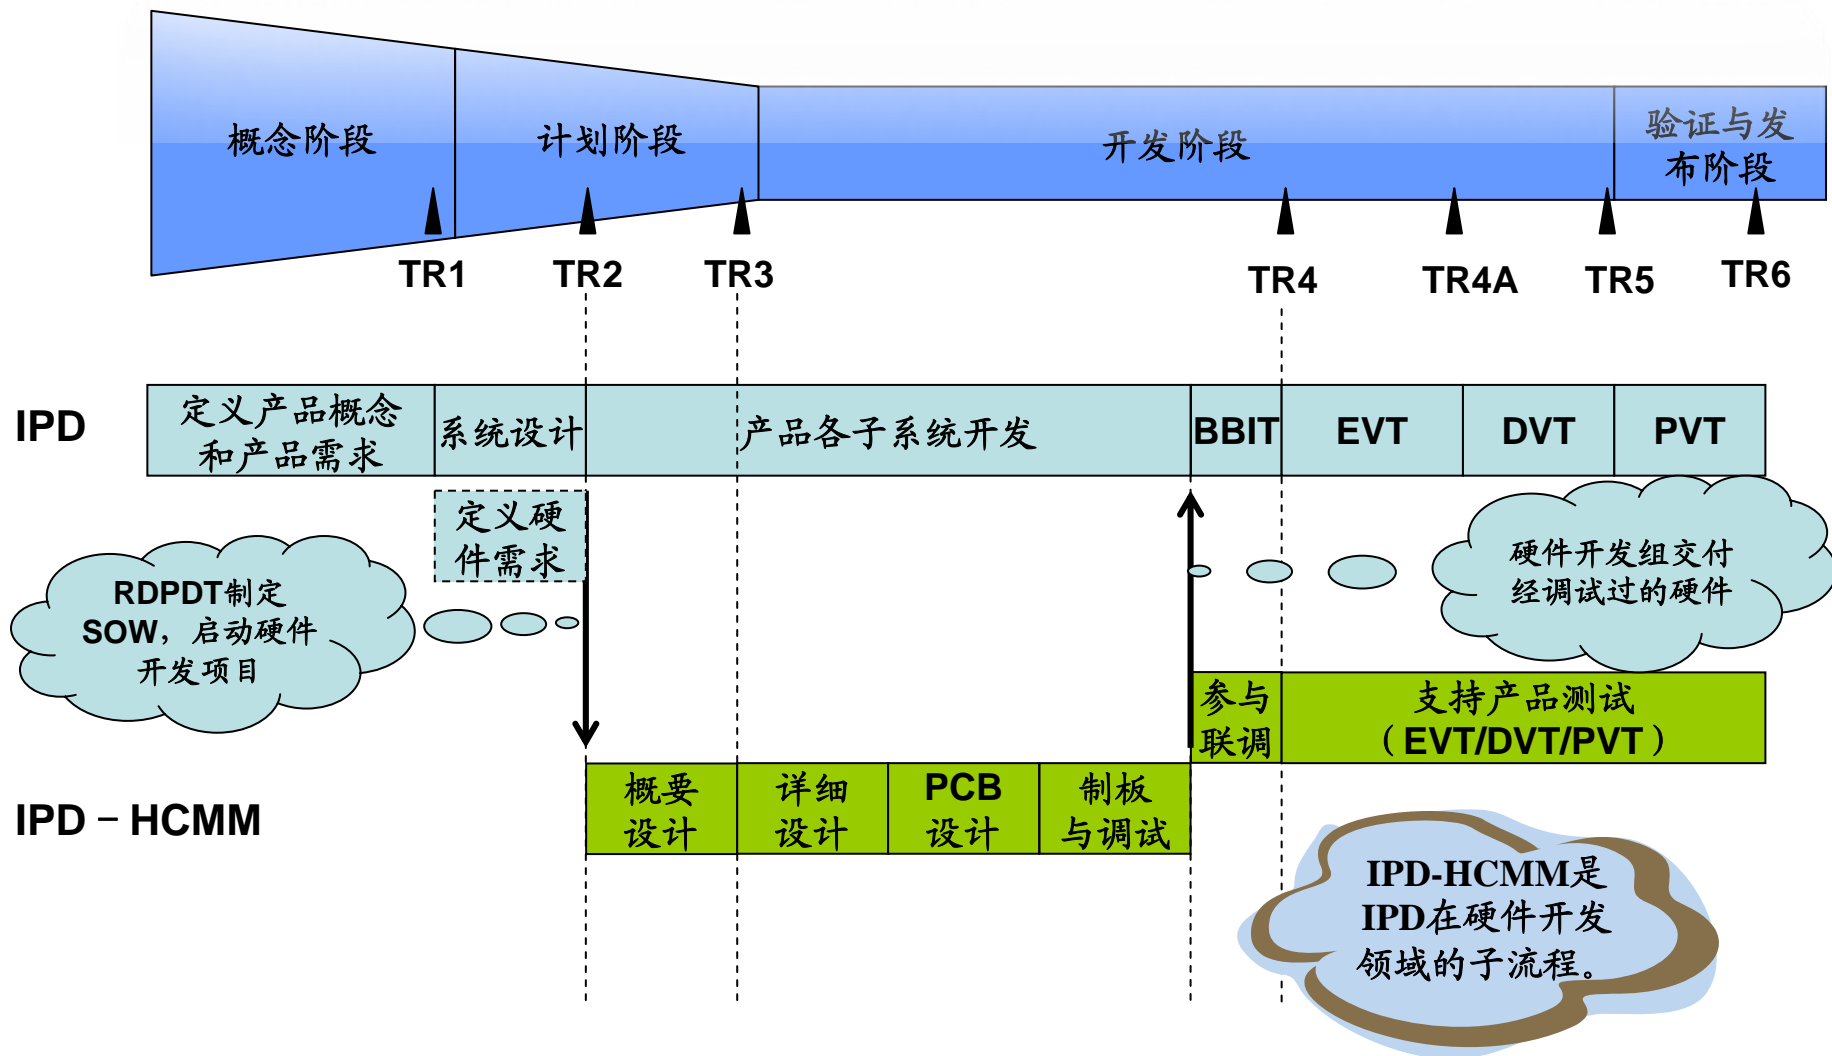 概念阶段
计划阶段
开发阶段
验证与发
布阶段
TR1
TR2
TR3
TR4
TR4A
TR5
TR6
IPD
定义产品概念
和产品需求
系统设计
产品各子系统开发
BBIT
EVT
DVT
PVT
定义硬
件需求
RDPDT制定
SOW，启动硬件
开发项目
硬件开发组交付
经调试过的硬件
参与
联调
支持产品测试
（EVT/DVT/PVT）
IPD－HCMM
概要
设计
详细
设计
PCB
设计
制板
与调试
IPD-HCMM是
IPD在硬件开发
领域的子流程。